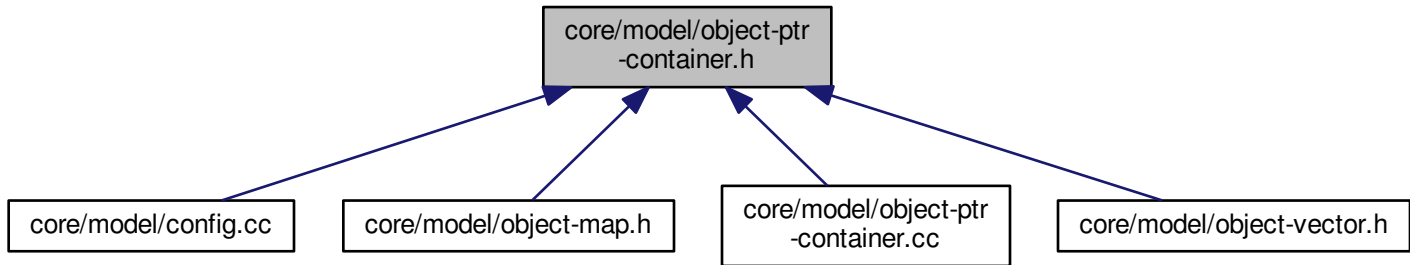 core/model/object-ptr
-container.h
core/model/config.cc
core/model/object-map.h
core/model/object-ptr
-container.cc
core/model/object-vector.h